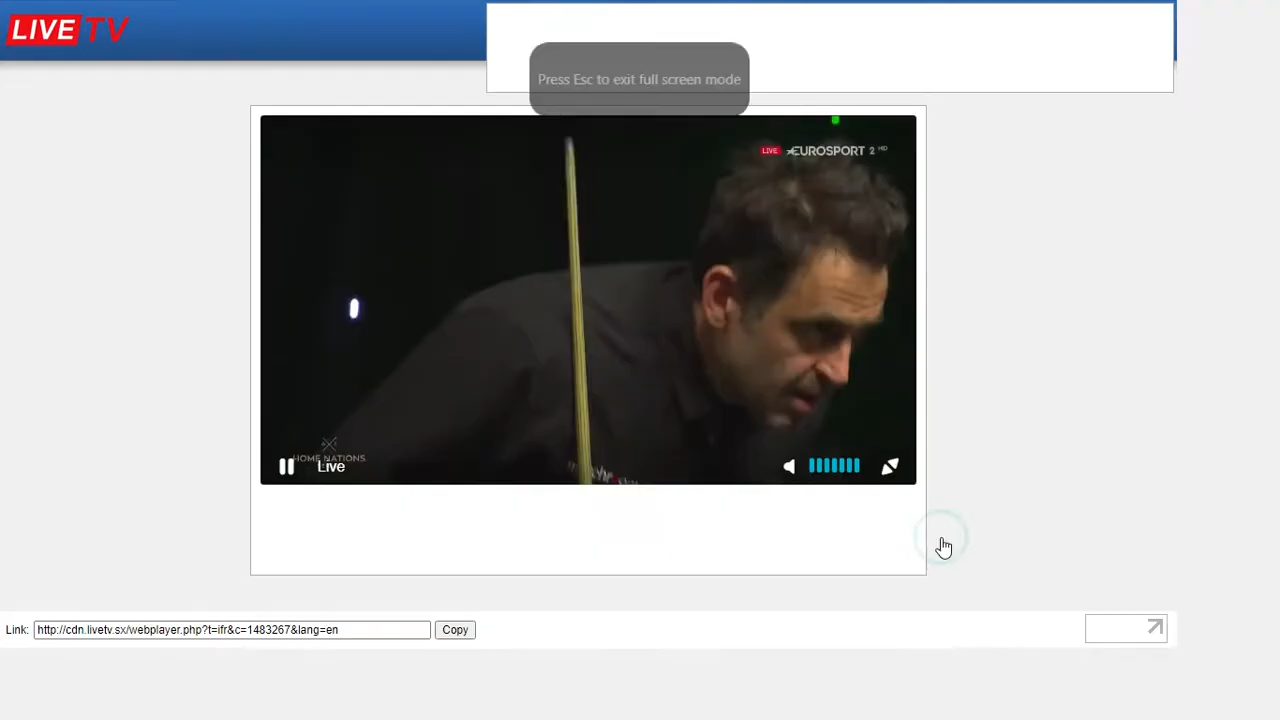 LIVE TV
Press Esc to exit full screen mode
LIVE EUROSPORT 2 HD
HOME NATIONS
Live
Link: http://cdn.livetv.sx/webplayer.php?t=ifr&c=1483267&lang=en Copy